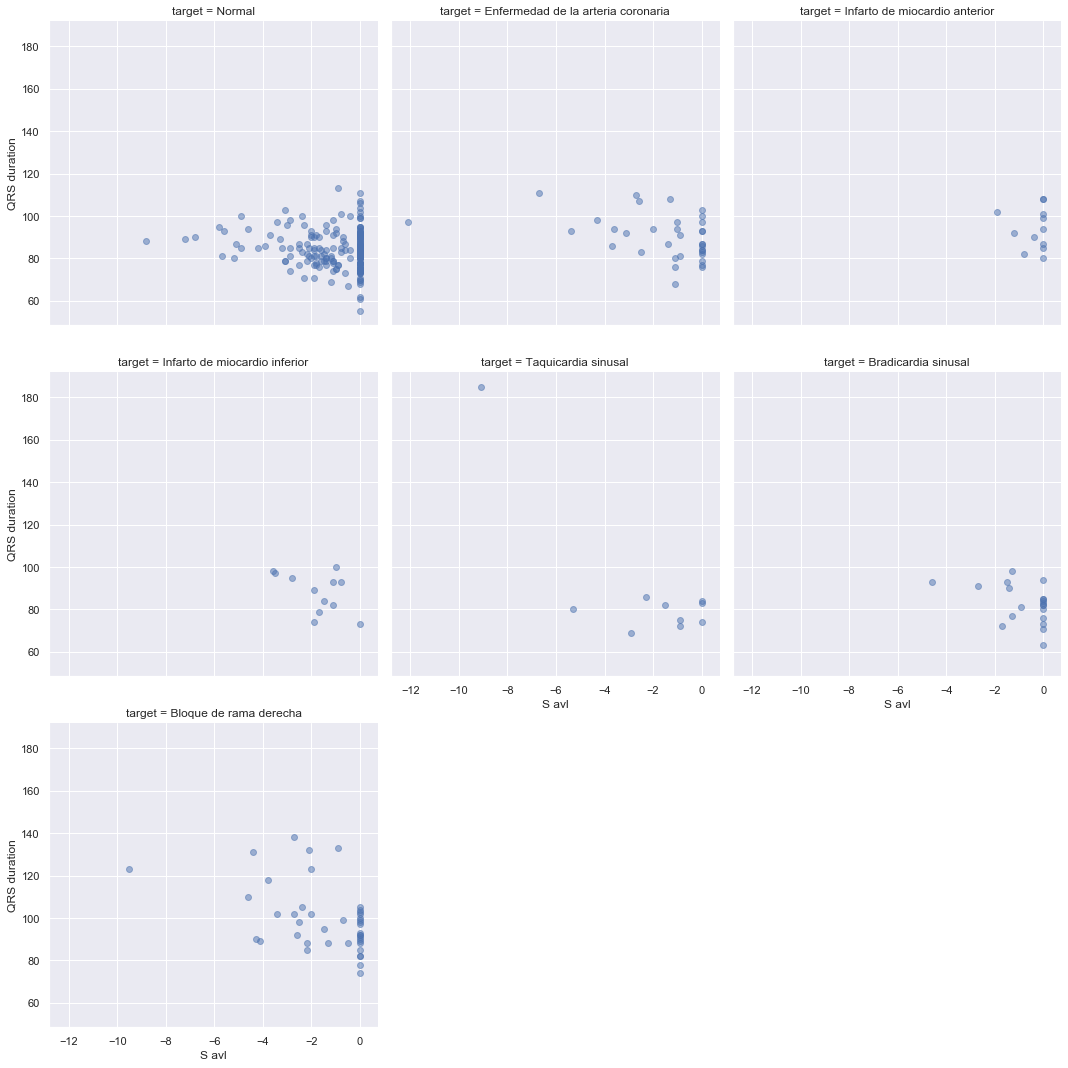 target = Normal
target = Enfermedad de la arteria coronaria
target = Infarto de miocardio anterior
180
160
140
120
100
80
60
QRS duration
target = Infarto de miocardio inferior
target = Taquicardia sinusal
target = Bradicardia sinusal
180
160
140
120
100
80
60
QRS duration
−12 −10 −8 −6 −4 −2 0
S avl
−12 −10 −8 −6 −4 −2 0
S avl
target = Bloque de rama derecha
180
160
140
120
100
80
60
QRS duration
−12 −10 −8 −6 −4 −2 0
S avl